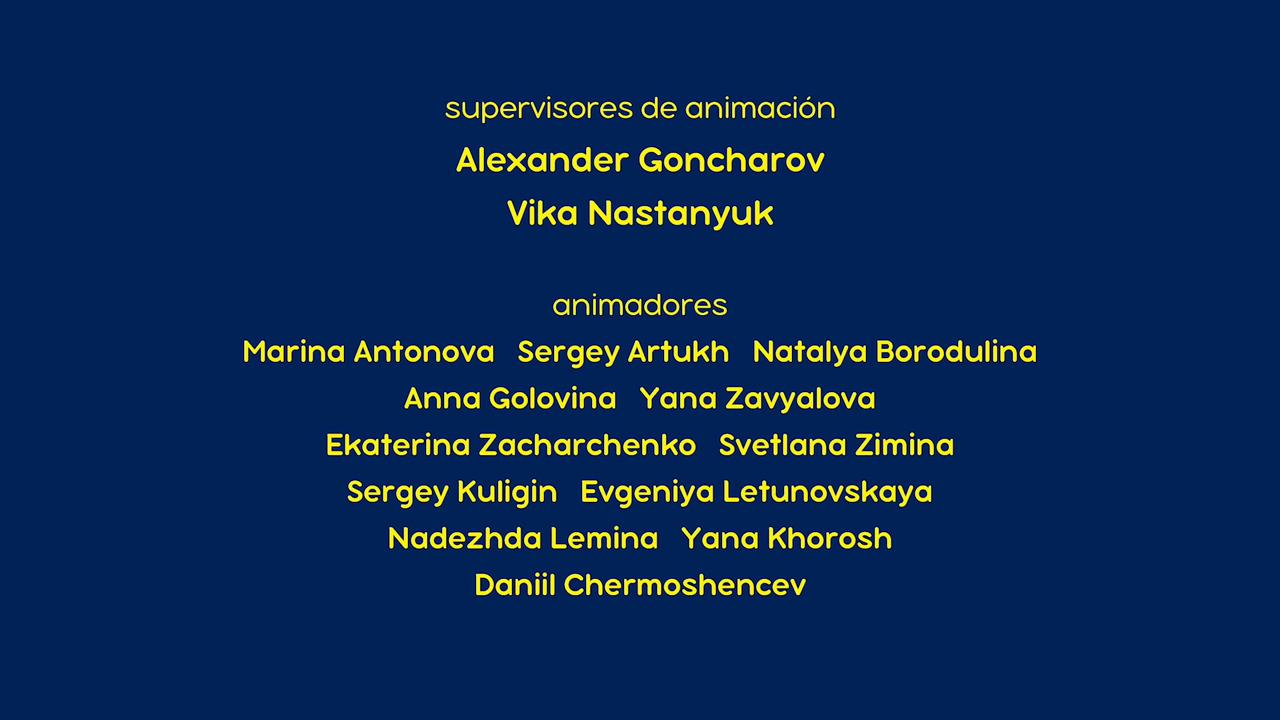 supervisores de animación
Alexander Goncharov
Vika Nastanyuk
animadores
Marina Antonova Sergey Artukh Natalya Borodulina
Anna Golovina Yana Zavyalova
Ekaterina Zacharchenko Svetlana Zimina
Sergey Kuligin Evgeniya Letunovskaya
Nadezhda Lemina Yana Khorosh
Daniil Chermoshencev